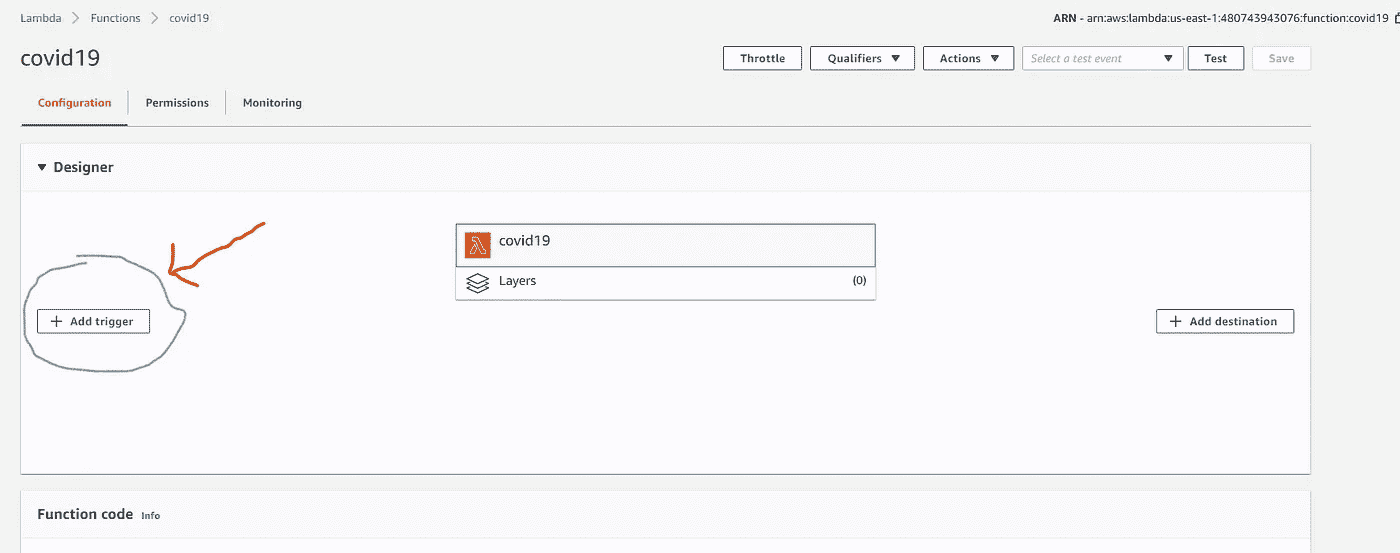 Lambda > Functions > covid19
ARN - arn:aws:lambda:us-east-1:480743943076:function:covid19
covid19
Throttle Qualifiers Actions Select a test event Test Save
Configuration Permissions Monitoring
Designer
covid19
Layers (0)
+ Add trigger
+ Add destination
Function code Info